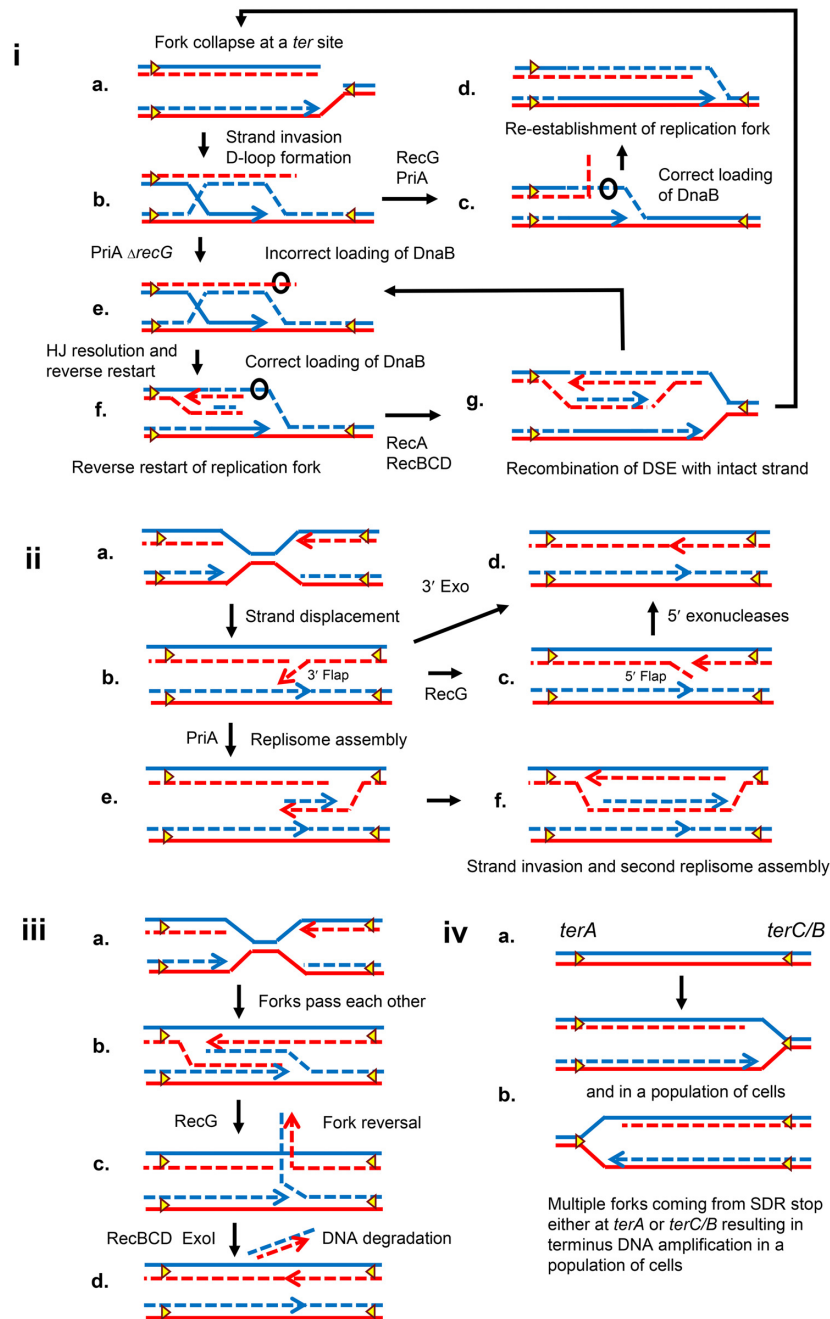 i
Fork collapse at a ter site
a.
d.
Re-establishment of replication fork
Strand invasion
D-loop formation
RecG
PriA
b.
c.
Correct loading
of DnaB
PriA ΔrecG
Incorrect loading of DnaB
e.
HJ resolution and
reverse restart
Correct loading of DnaB
f.
g.
RecA
RecBCD
Reverse restart of replication fork
Recombination of DSE with intact strand
ii
a.
d.
Strand displacement
3′ Exo
5′ exonucleases
b.
3′ Flap
RecG
c.
5′ Flap
PriA
Replisome assembly
e.
f.
Strand invasion and second replisome assembly
iii
a.
Forks pass each other
b.
RecG
Fork reversal
c.
RecBCD ExoI
DNA degradation
d.
iv
a.
terA
terC/B
and in a population of cells
b.
Multiple forks coming from SDR stop
either at terA or terC/B resulting in
terminus DNA amplification in a
population of cells